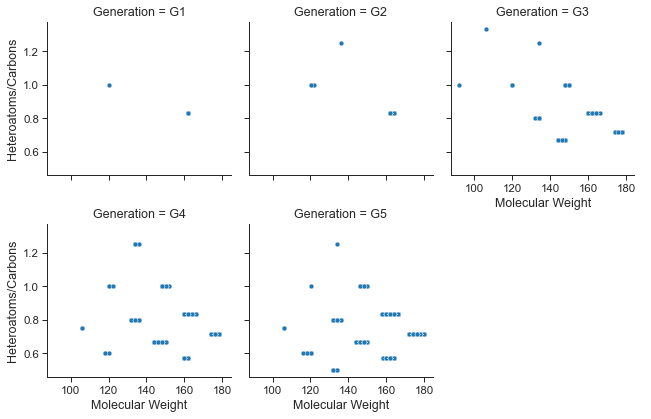 Generation = G1
Generation = G2
Generation = G3
Heteroatoms/Carbons
1.2
1.0
0.8
0.6
100 120 140 160 180
Molecular Weight
Generation = G4
Generation = G5
Heteroatoms/Carbons
1.2
1.0
0.8
0.6
100 120 140 160 180
100 120 140 160 180
Molecular Weight
Molecular Weight